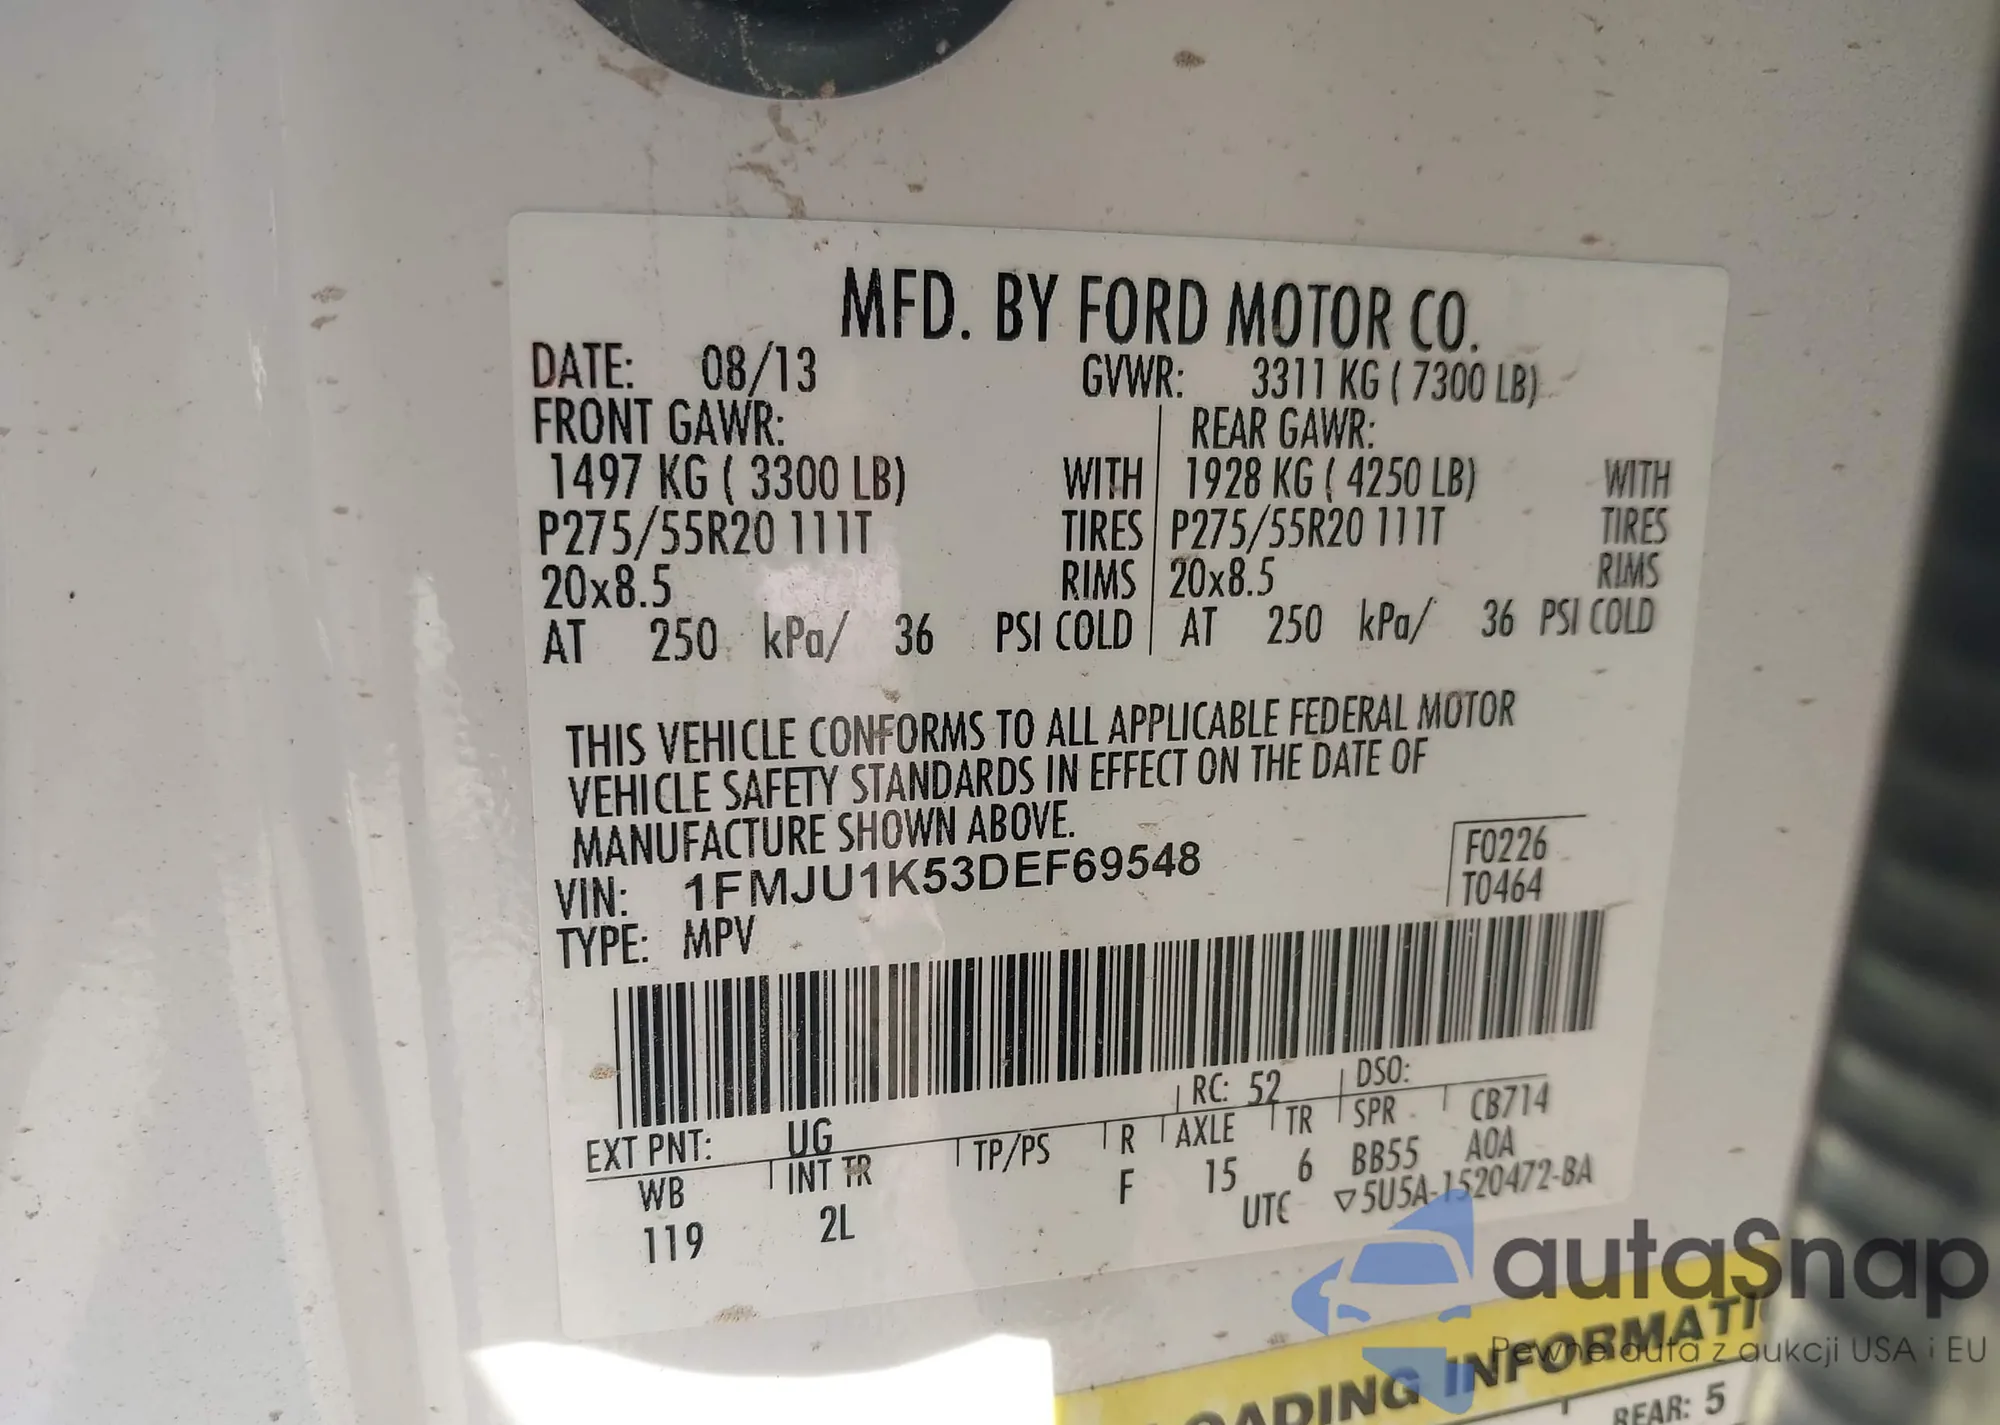 MFD. BY FORD MOTOR CO.
DATE: 08/13 GVWR: 3311 KG ( 7300 LB)
FRONT GAWR: REAR GAWR:
1497 KG ( 3300 LB) WITH 1928 KG ( 4250 LB) WITH
P275/55R20 111T TIRES P275/55R20 111T TIRES
20x8.5 RIMS 20x8.5 RIMS
AT 250 kPa/ 36 PSI COLD AT 250 kPa/ 36 PSI COLD
THIS VEHICLE CONFORMS TO ALL APPLICABLE FEDERAL MOTOR
VEHICLE SAFETY STANDARDS IN EFFECT ON THE DATE OF
MANUFACTURE SHOWN ABOVE.
VIN: 1FMJU1K53DEF69548 F0226
TYPE: MPV T0464
RC: 52 DSO:
EXT PNT: UG CB714
WB INT TR TP/PS R AXLE TR SPR AOA
119 2L F 15 6 BB55
UTC ▽5U5A-1520472-BA
autaSnap
Pewne auta z aukcji USA i EU
LOADING INFORMATI
REAR: 5